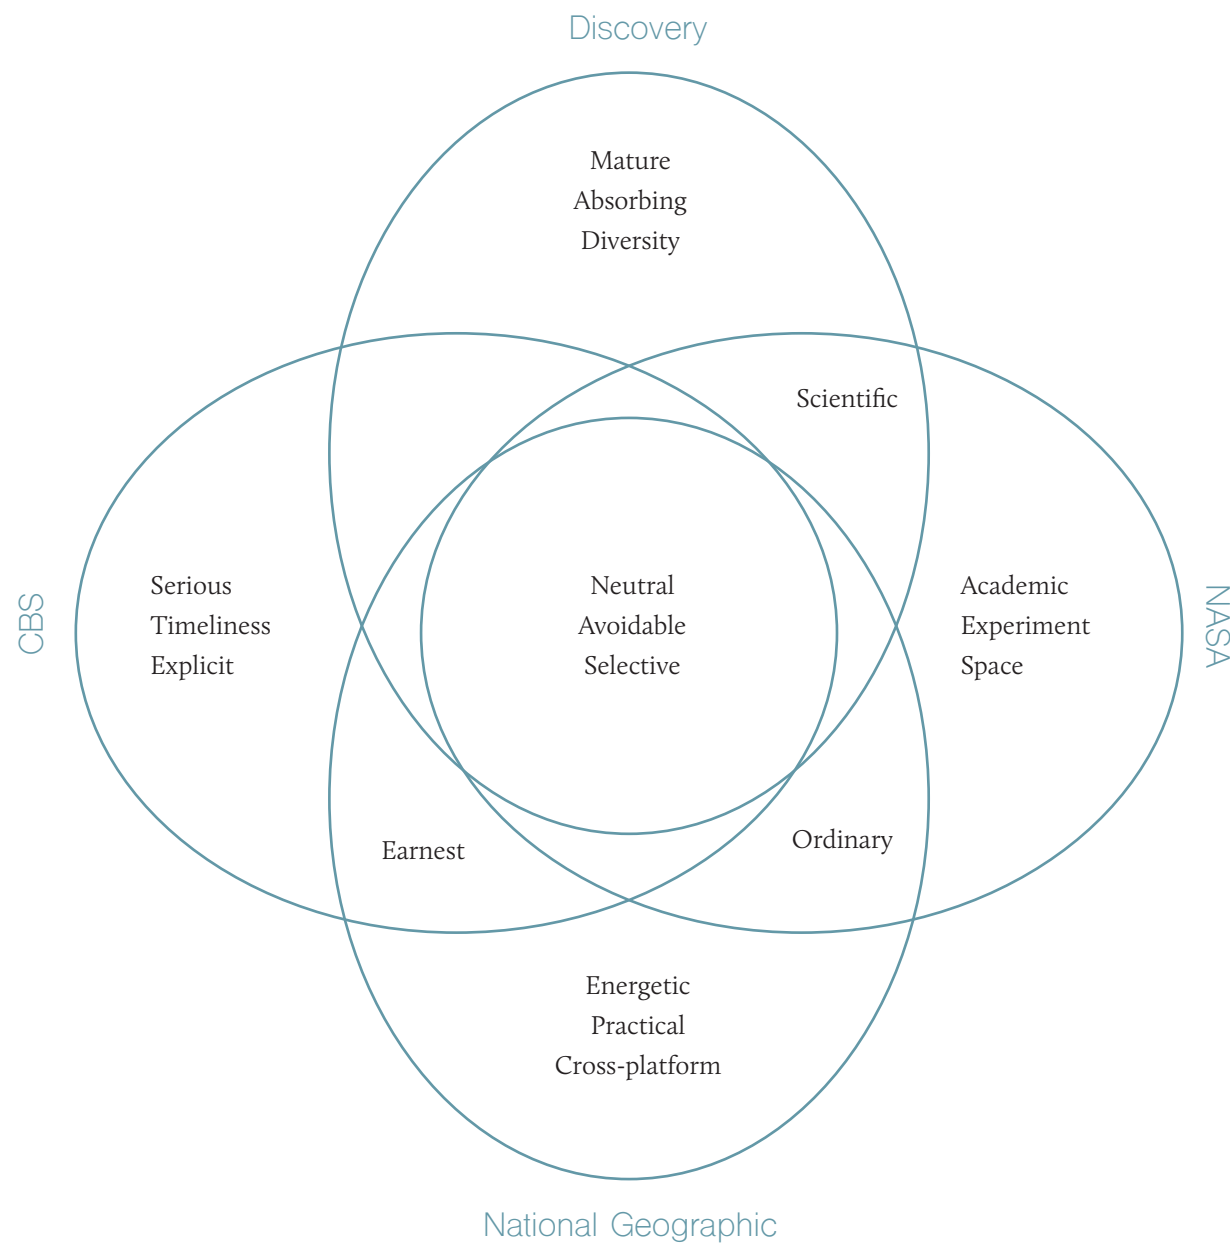 Discovery
Mature
Absorbing
Diversity
Scientific
CBS
Serious
Timeliness
Explicit
Neutral
Avoidable
Selective
Academic
Experiment
Space
NASA
Earnest
Ordinary
Energetic
Practical
Cross-platform
National Geographic